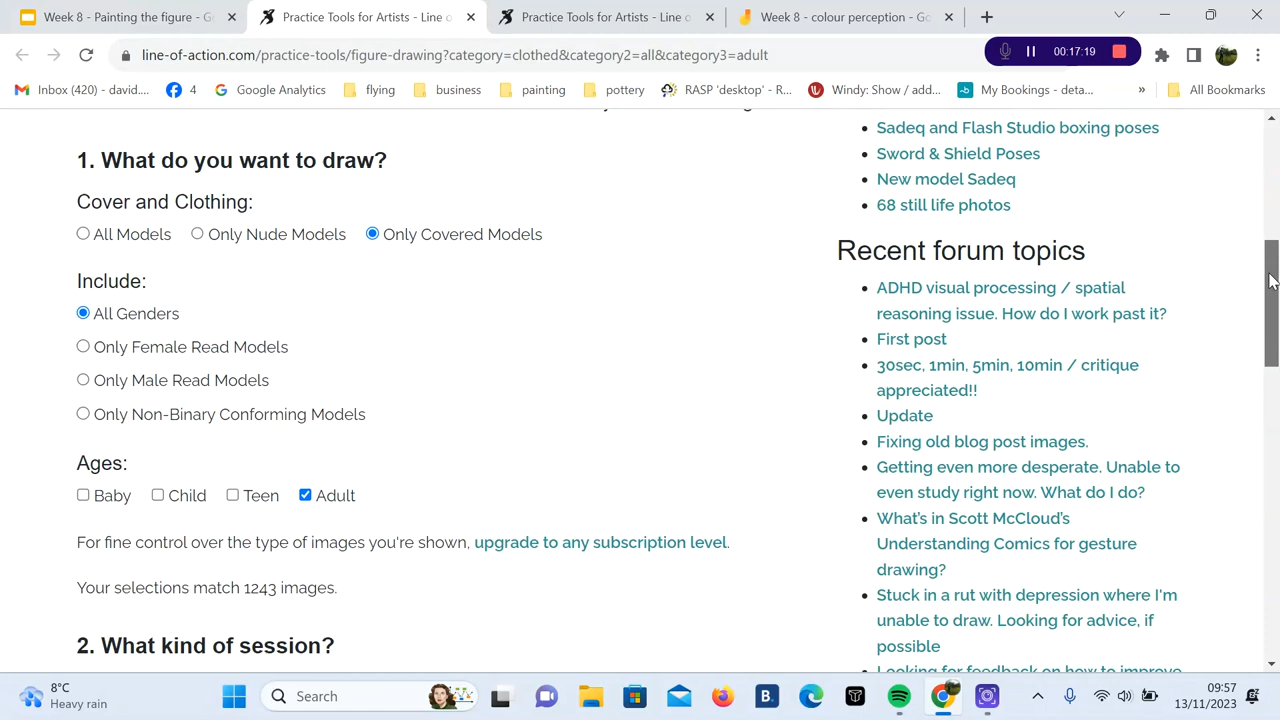 Week 8 - Painting the figure - G
Practice Tools for Artists - Line o
Practice Tools for Artists - Line o
Week 8 - colour perception - Go
line-of-action.com/practice-tools/figure-drawing?category=clothed&category2=all&category3=adult
00:17:19
Inbox (420) - david....
4
Google Analytics
flying
business
painting
pottery
RASP 'desktop' - R...
Windy: Show / add...
My Bookings - deta...
»
All Bookmarks
1. What do you want to draw?
Cover and Clothing:
All Models Only Nude Models Only Covered Models
Include:
All Genders
Only Female Read Models
Only Male Read Models
Only Non-Binary Conforming Models
Ages:
Baby Child Teen Adult
For fine control over the type of images you're shown, upgrade to any subscription level.
Your selections match 1243 images.
2. What kind of session?
Sadeq and Flash Studio boxing poses
Sword & Shield Poses
New model Sadeq
68 still life photos
Recent forum topics
ADHD visual processing / spatial
reasoning issue. How do I work past it?
First post
30sec, 1min, 5min, 10min / critique
appreciated!!
Update
Fixing old blog post images.
Getting even more desperate. Unable to
even study right now. What do I do?
What's in Scott McCloud's
Understanding Comics for gesture
drawing?
Stuck in a rut with depression where I'm
unable to draw. Looking for advice, if
possible
Looking for feedback on how to improve
8°C
Heavy rain
Search
B.
T
09:57
13/11/2023